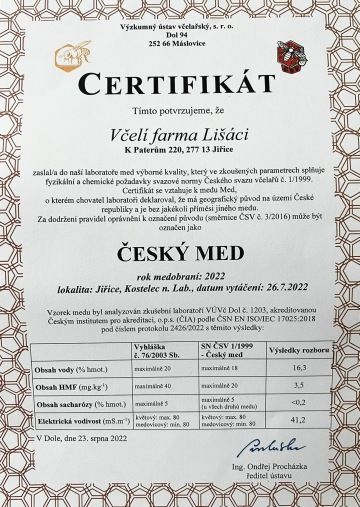 Výzkumný ústav včelařský, s. r. o.
Dol 94
252 66 Máslovice
CERTIFIKÁT
Tímto potvrzujeme, že
Včelí farma Lišáci
K Paterům 220, 277 13 Jiřice
zaslal/a do naší laboratoře med výborné kvality, který ve zkoušených parametrech splňuje
fyzikální a chemické požadavky svazové normy Českého svazu včelařů č. 1/1999.
Certifikát se vztahuje k medu Med,
o kterém chovatel laboratoři deklaroval, že má geografický původ na území České
republiky a je bez jakékoli příměsi jiného medu.
Za dodržení pravidel oprávnění k označení původu (směrnice ČSV č. 3/2016) může být
označen jako
ČESKÝ MED
rok medobraní: 2022
lokalita: Jiřice, Kostelec n. Lab., datum vytáčení: 26.7.2022
Vzorek medu byl analyzován zkušební laboratoří VÚVč Dol č. 1203, akreditovanou
Českým institutem pro akreditaci, o.p.s. (ČIA) podle ČSN EN ISO/IEC 17025:2018
pod číslem protokolu 2426/2022 s těmito výsledky:
Vyhláška č. 76/2003 Sb. SN ČSV 1/1999 - Český med Výsledky rozboru
Obsah vody (% hmot.) maximálně 20 maximálně 18 16,3
Obsah HMF (mg.kg-1) maximálně 40 maximálně 20 3,5
Obsah sacharózy (% hmot.) maximálně 5 maximálně 5 (u všech druhů medu) <0,2
Elektrická vodivost (mS.m-1) květový: max. 80 medovicový: min. 80 květový: max. 80 medovicový: min. 80 41,2
V Dole, dne 23. srpna 2022
Ing. Ondřej Procházka
ředitel ústavu